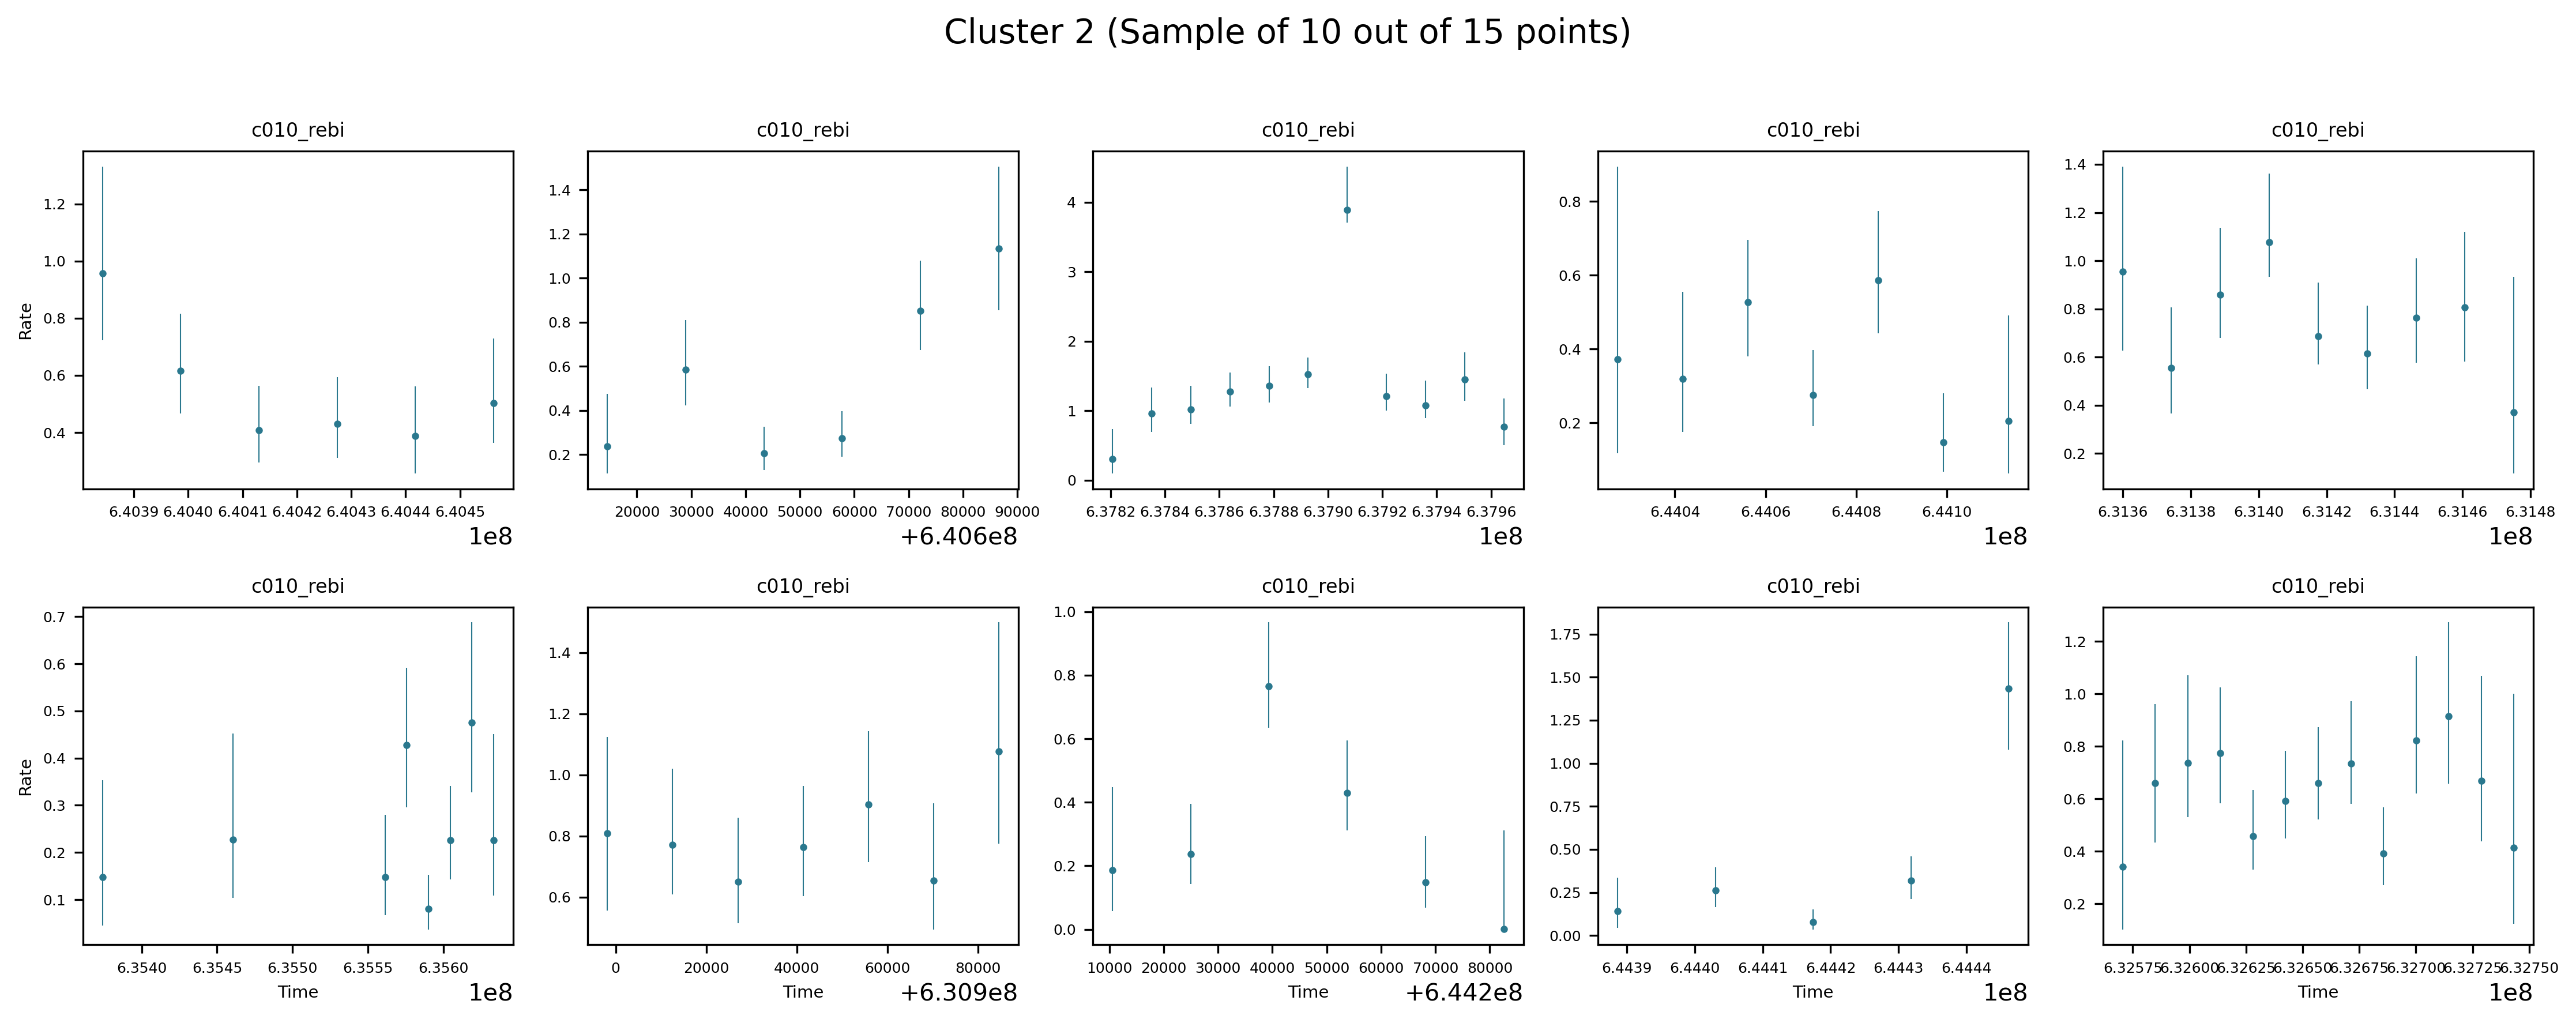 Cluster 2 (Sample of 10 out of 15 points)
c010_rebi c010_rebi c010_rebi c010_rebi c010_rebi
Rate
1.2
1.0
0.8
0.6
0.4
6.4039 6.4040 6.4041 6.4042 6.4043 6.4044 6.4045
1e8
1.4
1.2
1.0
0.8
0.6
0.4
0.2
20000 30000 40000 50000 60000 70000 80000 90000
+6.406e8
4
3
2
1
0
6.3782 6.3784 6.3786 6.3788 6.3790 6.3792 6.3794 6.3796
1e8
0.8
0.6
0.4
0.2
6.4404 6.4406 6.4408 6.4410
1e8
1.4
1.2
1.0
0.8
0.6
0.4
0.2
6.3136 6.3138 6.3140 6.3142 6.3144 6.3146 6.3148
1e8
c010_rebi c010_rebi c010_rebi c010_rebi c010_rebi
Rate
0.7
0.6
0.5
0.4
0.3
0.2
0.1
6.3540 6.3545 6.3550 6.3555 6.3560
Time
1e8
1.4
1.2
1.0
0.8
0.6
0 20000 40000 60000 80000
Time
+6.309e8
1.0
0.8
0.6
0.4
0.2
0.0
10000 20000 30000 40000 50000 60000 70000 80000
Time
+6.442e8
1.75
1.50
1.25
1.00
0.75
0.50
0.25
0.00
6.4439 6.4440 6.4441 6.4442 6.4443 6.4444
Time
1e8
1.2
1.0
0.8
0.6
0.4
0.2
6.32575 6.32600 6.32625 6.32650 6.32675 6.32700 6.32725 6.32750
Time
1e8